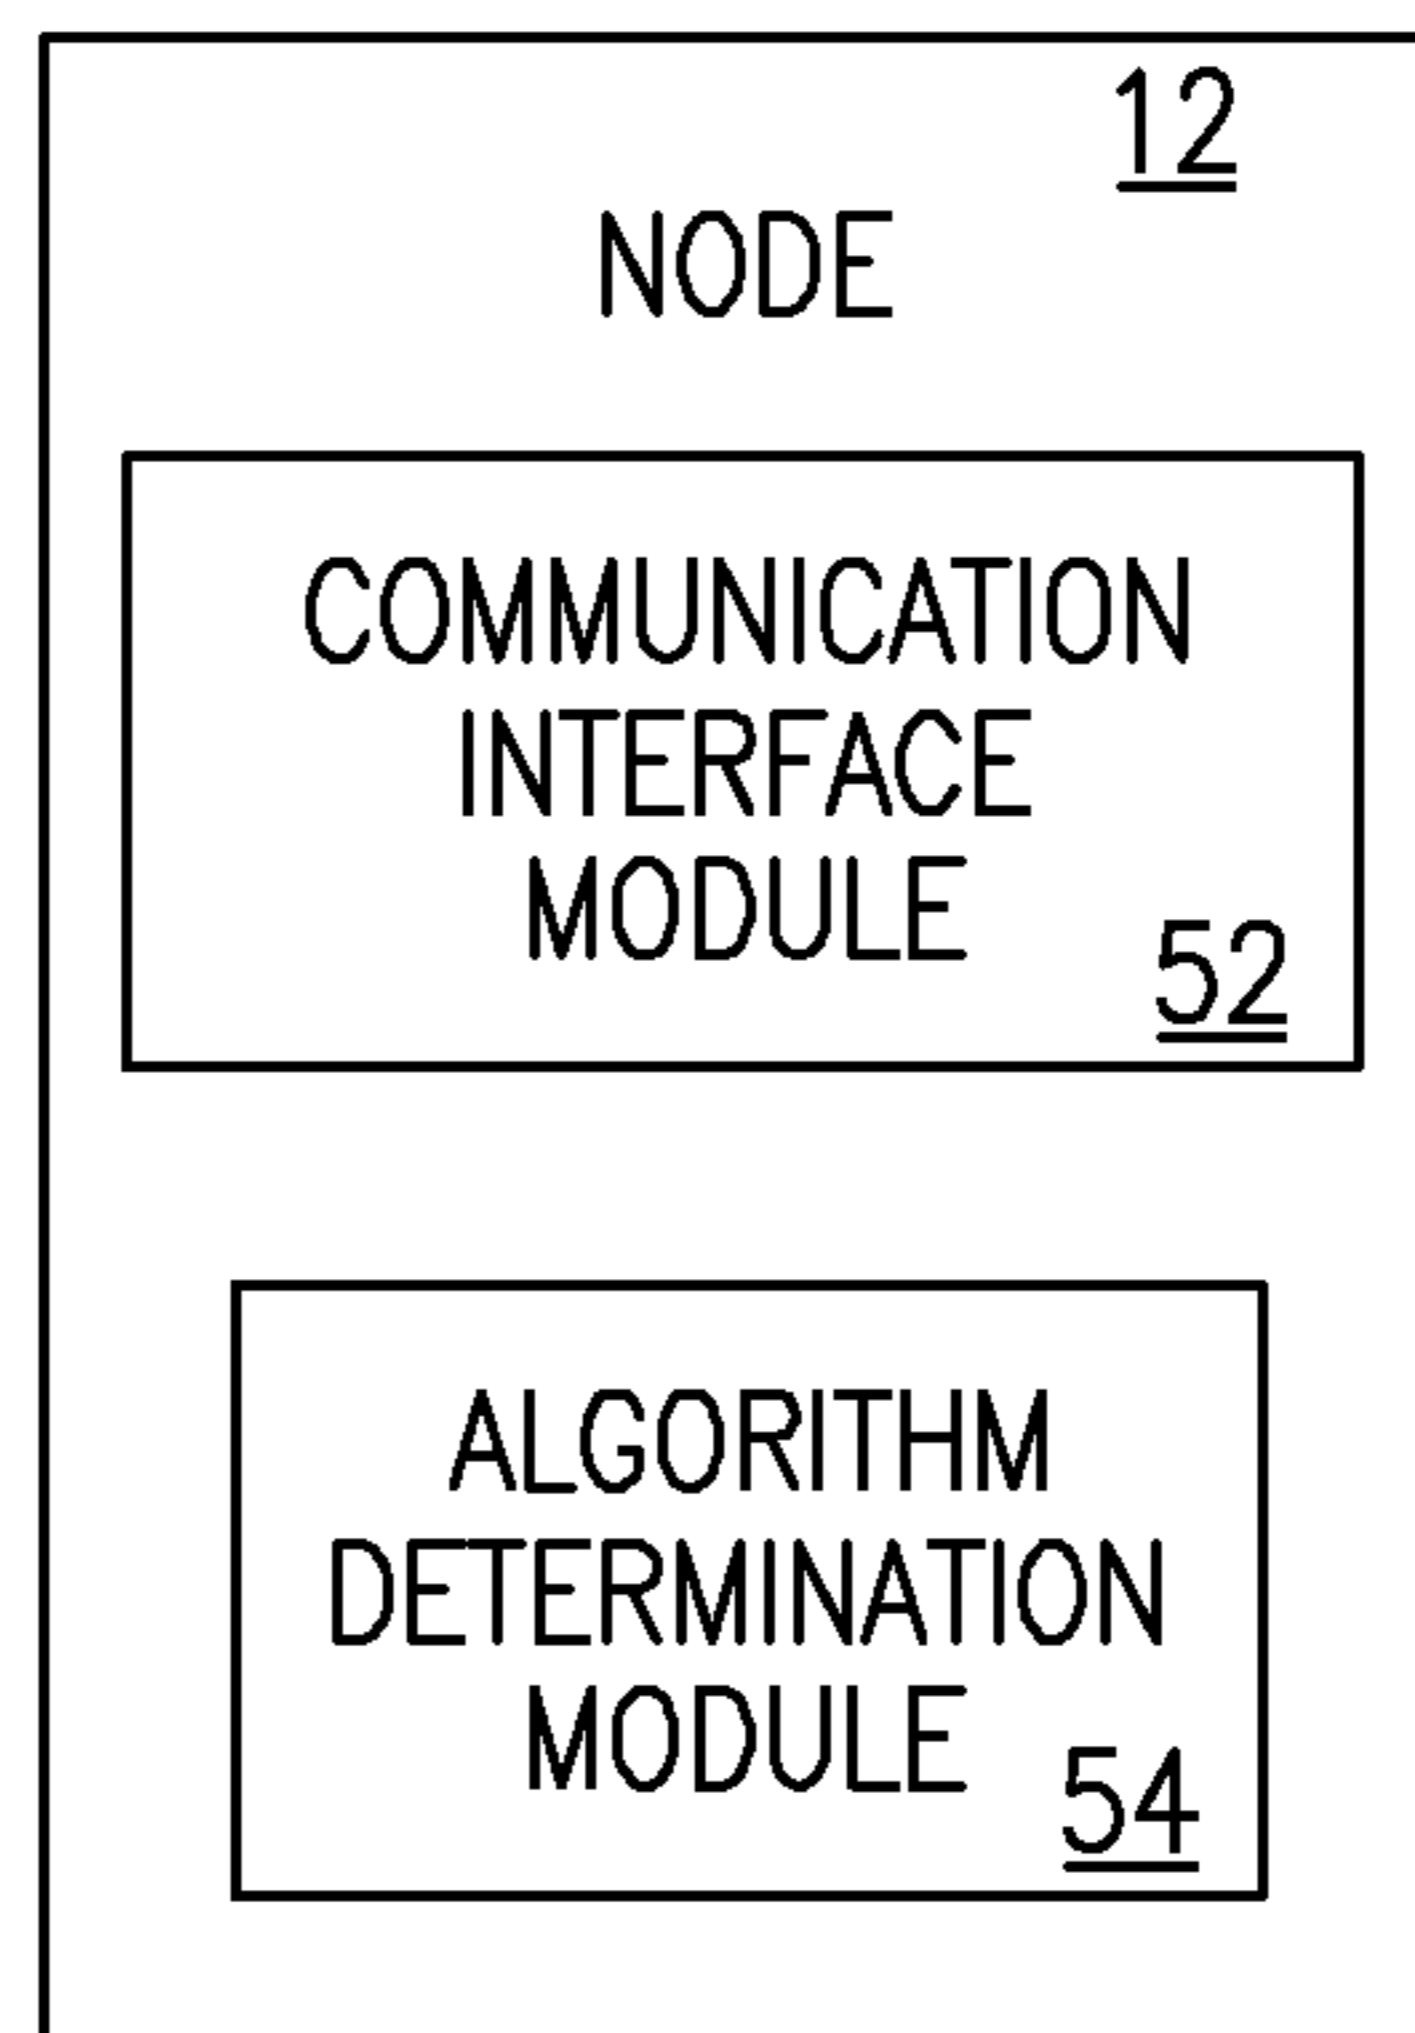 12
NODE
COMMUNICATION
INTERFACE
MODULE
52
ALGORITHM
DETERMINATION
MODULE
54